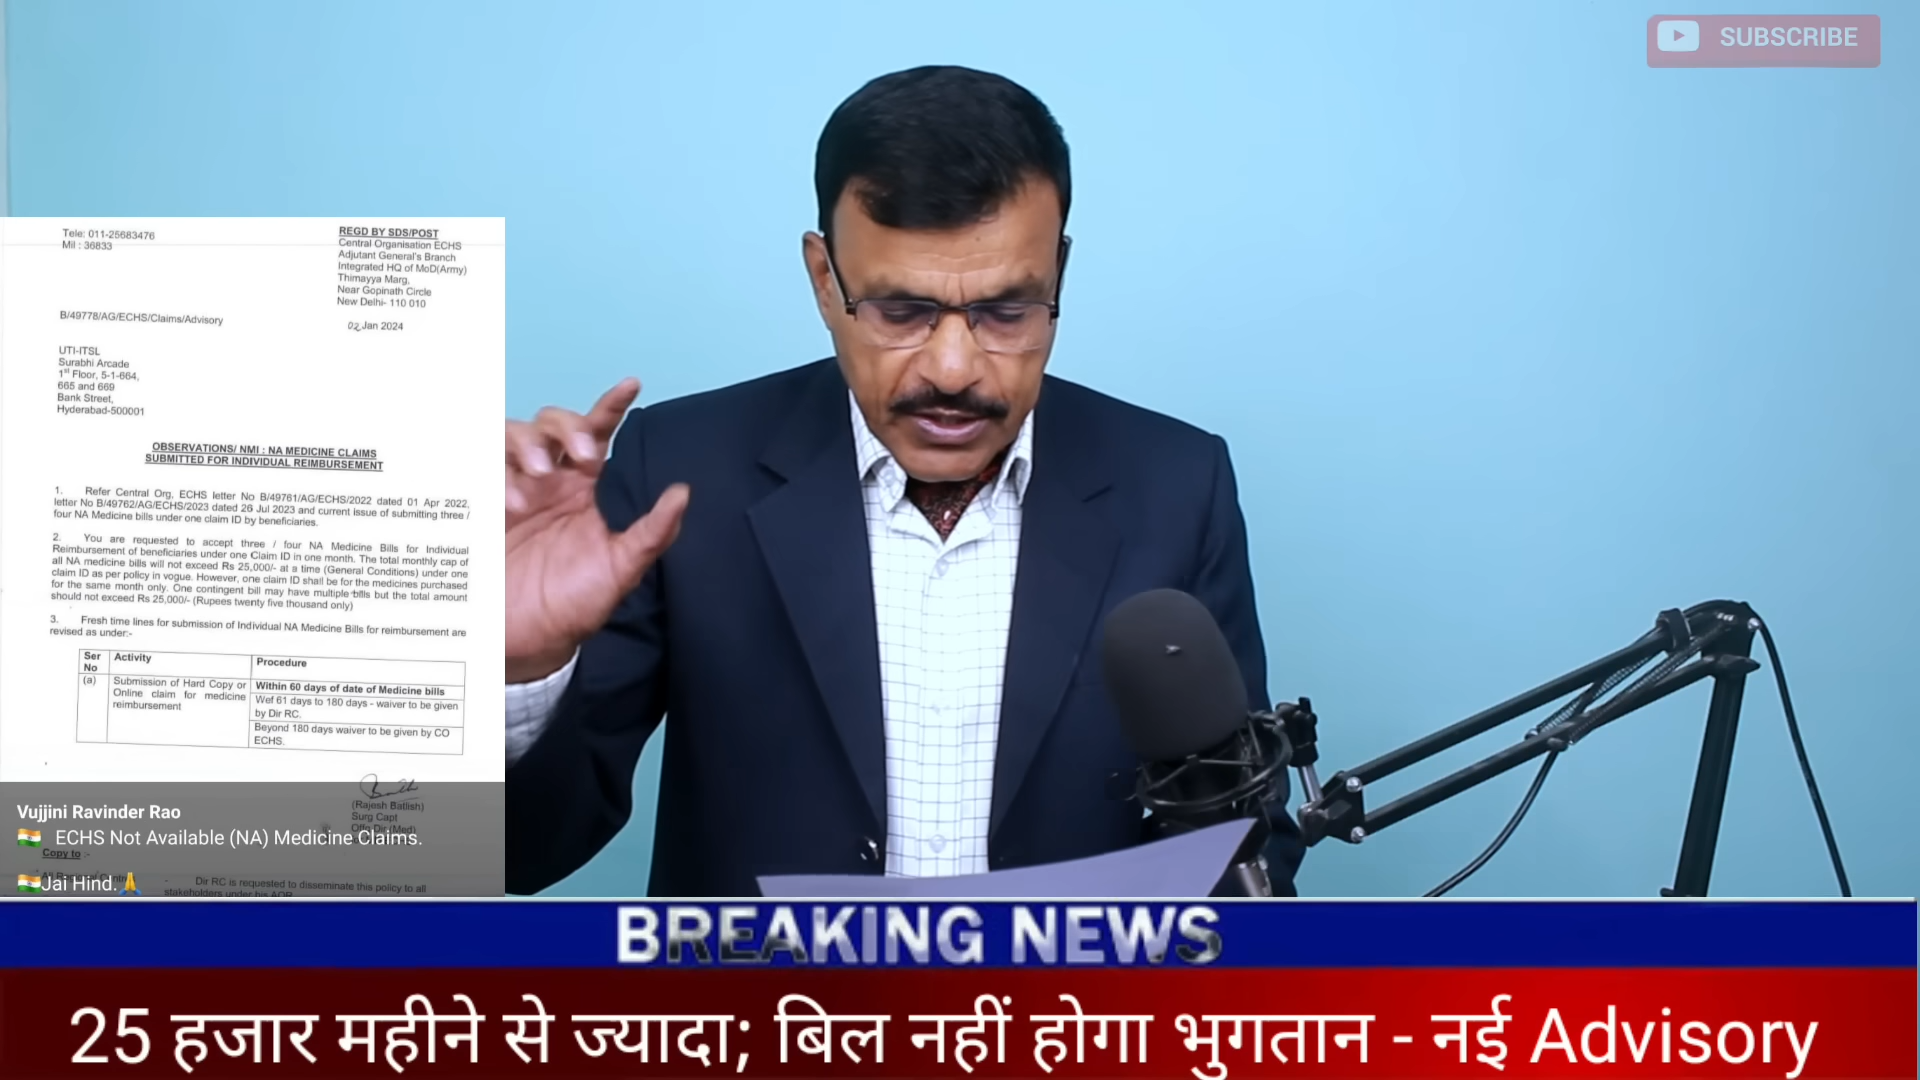 SUBSCRIBE
Tele: 011-25683476
Mil : 36833
REGD BY SDS/POST
Central Organisation ECHS
Adjutant General's Branch
Integrated HQ of MoD(Army)
Thimayya Marg,
Near Gopinath Circle
New Delhi- 110 010
B/49778/AG/ECHS/Claims/Advisory
02 Jan 2024
UTI-ITSL
Surabhi Arcade
1st Floor, 5-1-664,
665 and 669
Bank Street,
Hyderabad-500001
OBSERVATIONS/ NMI : NA MEDICINE CLAIMS
SUBMITTED FOR INDIVIDUAL REIMBURSEMENT
1. Refer Central Org, ECHS letter No B/49761/AG/ECHS/2022 dated 01 Apr 2022,
letter No B/49762/AG/ECHS/2023 dated 26 Jul 2023 and current issue of submitting three /
four NA Medicine bills under one claim ID by beneficiaries.
2. You are requested to accept three / four NA Medicine Bills for Individual
Reimbursement of beneficiaries under one Claim ID in one month. The total monthly cap of
all NA medicine bills will not exceed Rs 25,000/- at a time (General Conditions) under one
claim ID as per policy in vogue. However, one claim ID shall be for the medicines purchased
for the same month only. One contingent bill may have multiple bills but the total amount
should not exceed Rs 25,000/- (Rupees twenty five thousand only)
3. Fresh time lines for submission of Individual NA Medicine Bills for reimbursement are
revised as under:-
Ser No Activity Procedure
(a) Submission of Hard Copy or
Online claim for medicine
reimbursement
Within 60 days of date of Medicine bills
Wef 61 days to 180 days - waiver to be given
by Dir RC.
Beyond 180 days waiver to be given by CO
ECHS.
(Rajesh Batlish)
Surg Capt
Offg Dir (Med)
Vujjini Ravinder Rao
🇮🇳 ECHS Not Available (NA) Medicine Claims.
Copy to :-
🇮🇳Jai Hind.🙏
Dir RC is requested to disseminate this policy to all
stakeholders under his AOR
BREAKING NEWS
25 हजार महीने से ज्यादा; बिल नहीं होगा भुगतान - नई Advisory